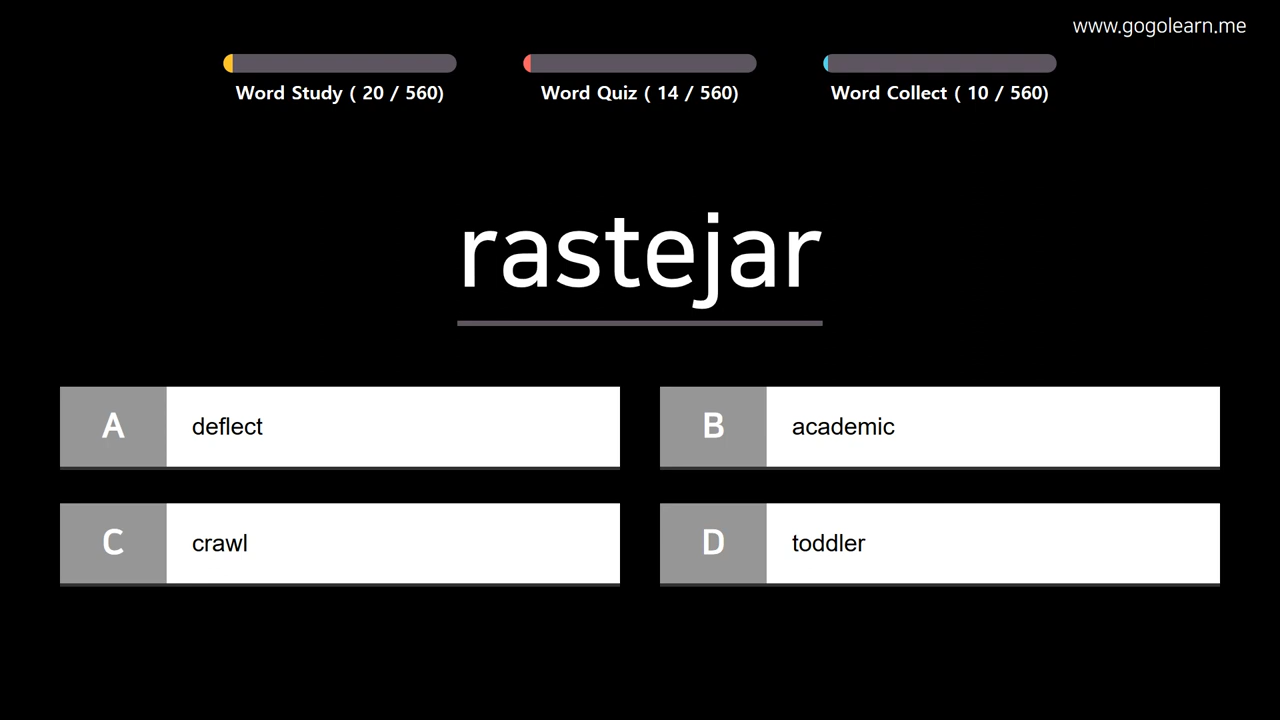 www.gogolearn.me
Word Study ( 20 / 560)
Word Quiz ( 14 / 560)
Word Collect ( 10 / 560)
rastejar
A deflect
B academic
C crawl
D toddler